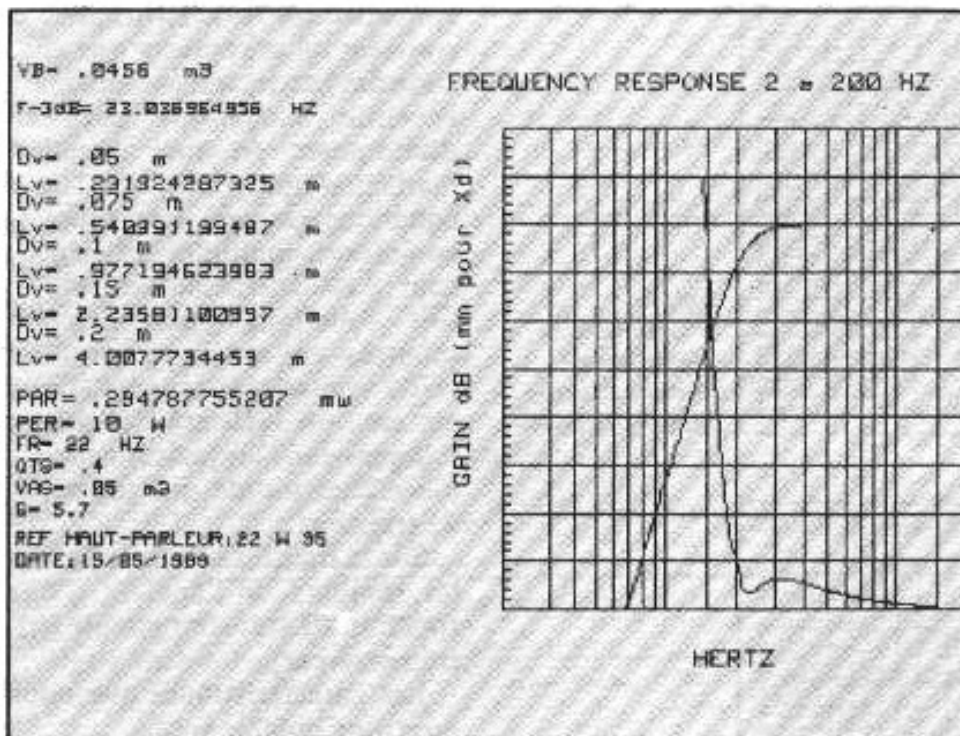 VB= .0456 m3
F-3dB= 23.036964956 HZ
Dv= .05 m
Lv= .231924287325 m
Dv= .075 m
Lv= .540391199487 m
Dv= .1 m
Lv= .977194623983 m
Dv= .15 m
Lv= 2.23581100997 m
Dv= .2 m
Lv= 4.0077734453 m
PAR= .294787755207 mw
PER= 10 W
FR= 22 HZ
QTS= .4
VAS= .05 m3
S= 5.7
REF HAUT-PARLEUR:22 W 95
DATE:15/05/1989
FREQUENCY RESPONSE 2 @ 200 HZ
GAIN dB (mm pour Xd)
HERTZ